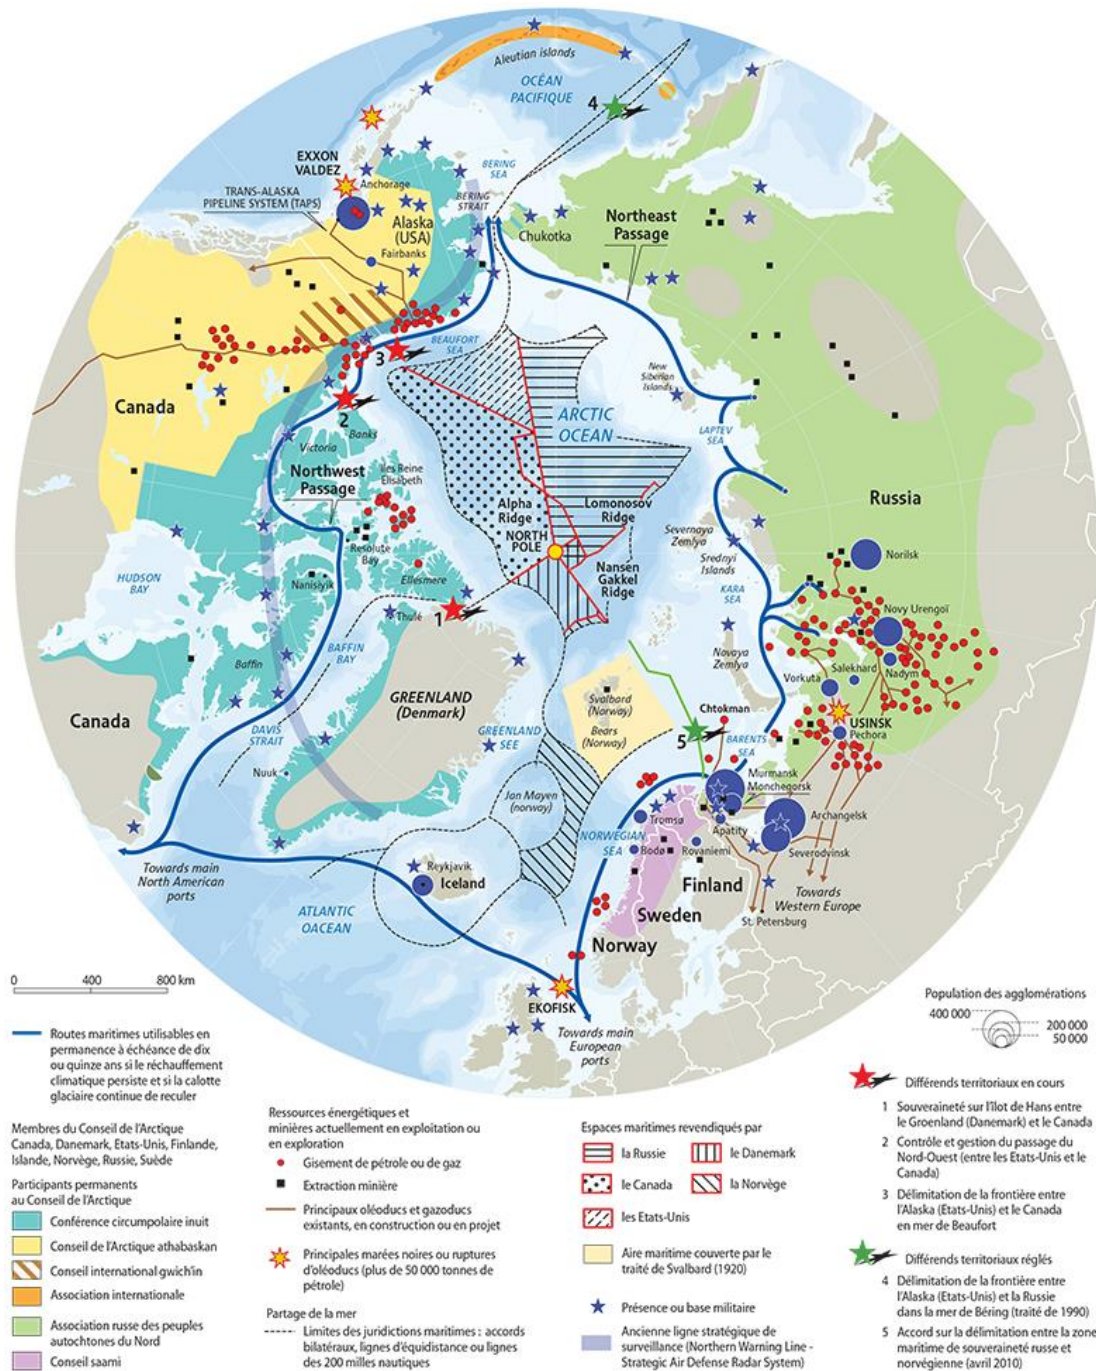 Aleutian islands
OCÉAN
PACIFIQUE
4
EXXON
VALDEZ
BERING
SEA
TRANS-ALASKA
PIPELINE SYSTEM (TAPS)
Anchorage
BERING
STRAIT
Alaska
(USA)
Chukotka
Northeast
Passage
Fairbanks
BEAUFORT
SEA
3
New
Siberian
Islands
Canada
ARCTIC
OCEAN
LAPTEV
SEA
2
Banks
Victoria
Northwest
Passage
Iles Reine
Elisabeth
Russia
Alpha
Ridge
Lomonosov
Ridge
NORTH
POLE
Severnaya
Zemlya
Resolute
Bay
Srednyi
Islands
Norilsk
HUDSON
BAY
Nanisiyik
Ellesmere
Nansen
Gakkel
Ridge
KARA
SEA
1
Thulé
Novy Urengoï
BAFFIN
BAY
Novaya
Zemlya
Baffin
Salekhard
Nadym
Vorkuta
GREENLAND
(Denmark)
Svalbard
(Norway)
Bears
(Norway)
Chtokman
USINSK
Pechora
Canada
DAVIS
STRAIT
GREENLAND
SEE
5
BARENTS
SEA
Nuuk
Jan Mayen
(norway)
Murmansk
Monchegorsk
Tromsø
NORWEGIAN
SEA
Apatity
Archangelsk
Bodø
Rovaniemi
Severodvinsk
Reykjavik
Iceland
Towards main
North American
ports
Finland
Towards
Western Europe
ATLANTIC
OACEAN
Sweden
St. Petersburg
Norway
EKOFISK
Towards main
European
ports
0 400 800 km
Population des agglomérations
400 000
200 000
50 000
Routes maritimes utilisables en
permanence à échéance de dix
ou quinze ans si le réchauffement
climatique persiste et si la calotte
glaciaire continue de reculer
Membres du Conseil de l'Arctique
Canada, Danemark, Etats-Unis, Finlande,
Islande, Norvège, Russie, Suède
Participants permanents
au Conseil de l'Arctique
Conférence circumpolaire inuit
Conseil de l'Arctique athabaskan
Conseil international gwich'in
Association internationale
Association russe des peuples
autochtones du Nord
Conseil saami
Ressources énergétiques et
minières actuellement en exploitation ou
en exploration
Gisement de pétrole ou de gaz
Extraction minière
Principaux oléoducs et gazoducs
existants, en construction ou en projet
Principales marées noires ou ruptures
d'oléoducs (plus de 50 000 tonnes de
pétrole)
Partage de la mer
Limites des juridictions maritimes : accords
bilatéraux, lignes d'équidistance ou lignes
des 200 milles nautiques
Espaces maritimes revendiqués par
la Russie
le Danemark
le Canada
la Norvège
les Etats-Unis
Aire maritime couverte par le
traité de Svalbard (1920)
Présence ou base militaire
Ancienne ligne stratégique de
surveillance (Northern Warning Line -
Strategic Air Defense Radar System)
Différends territoriaux en cours
1 Souveraineté sur l'îlot de Hans entre
le Groenland (Danemark) et le Canada
2 Contrôle et gestion du passage du
Nord-Ouest (entre les Etats-Unis et le
Canada)
3 Délimitation de la frontière entre
l'Alaska (Etats-Unis) et le Canada
en mer de Beaufort
Différends territoriaux réglés
4 Délimitation de la frontière entre
l'Alaska (Etats-Unis) et la Russie
dans la mer de Béring (traité de 1990)
5 Accord sur la délimitation entre la zone
maritime de souveraineté russe et
norvégienne (avril 2010)